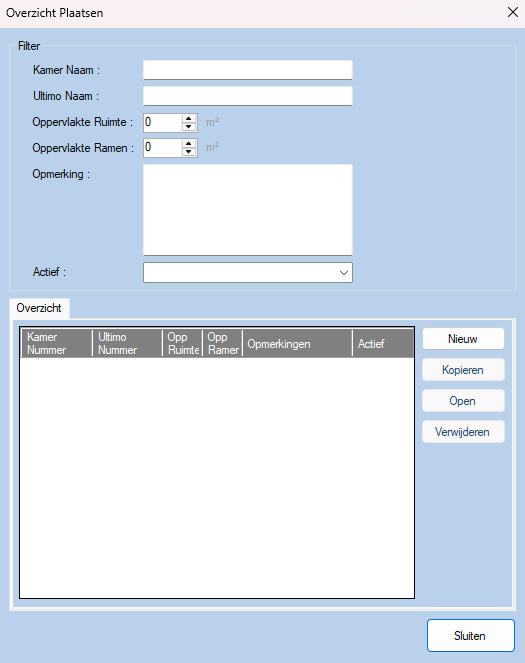 Overzicht Plaatsen
Filter
Kamer Naam :
Ultimo Naam :
Oppervlakte Ruimte : 0 m²
Oppervlakte Ramen : 0 m²
Opmerking :
Actief :
Overzicht
Kamer Nummer
Ultimo Nummer
Opp Ruimte
Opp Ramer
Opmerkingen
Actief
Nieuw
Kopieren
Open
Verwijderen
Sluiten